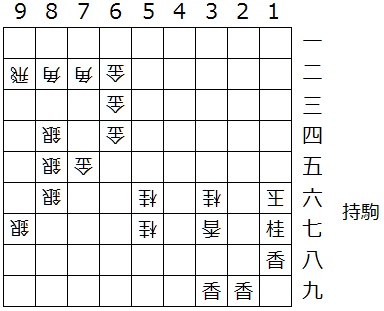 9 8 7 6 5 4 3 2 1
一
飛 角 角 金 二
金 三
銀 金 四
銀 金 五
銀 桂 桂 玉 六
銀 桂 香 桂 七
香 八
香 香 九
持駒